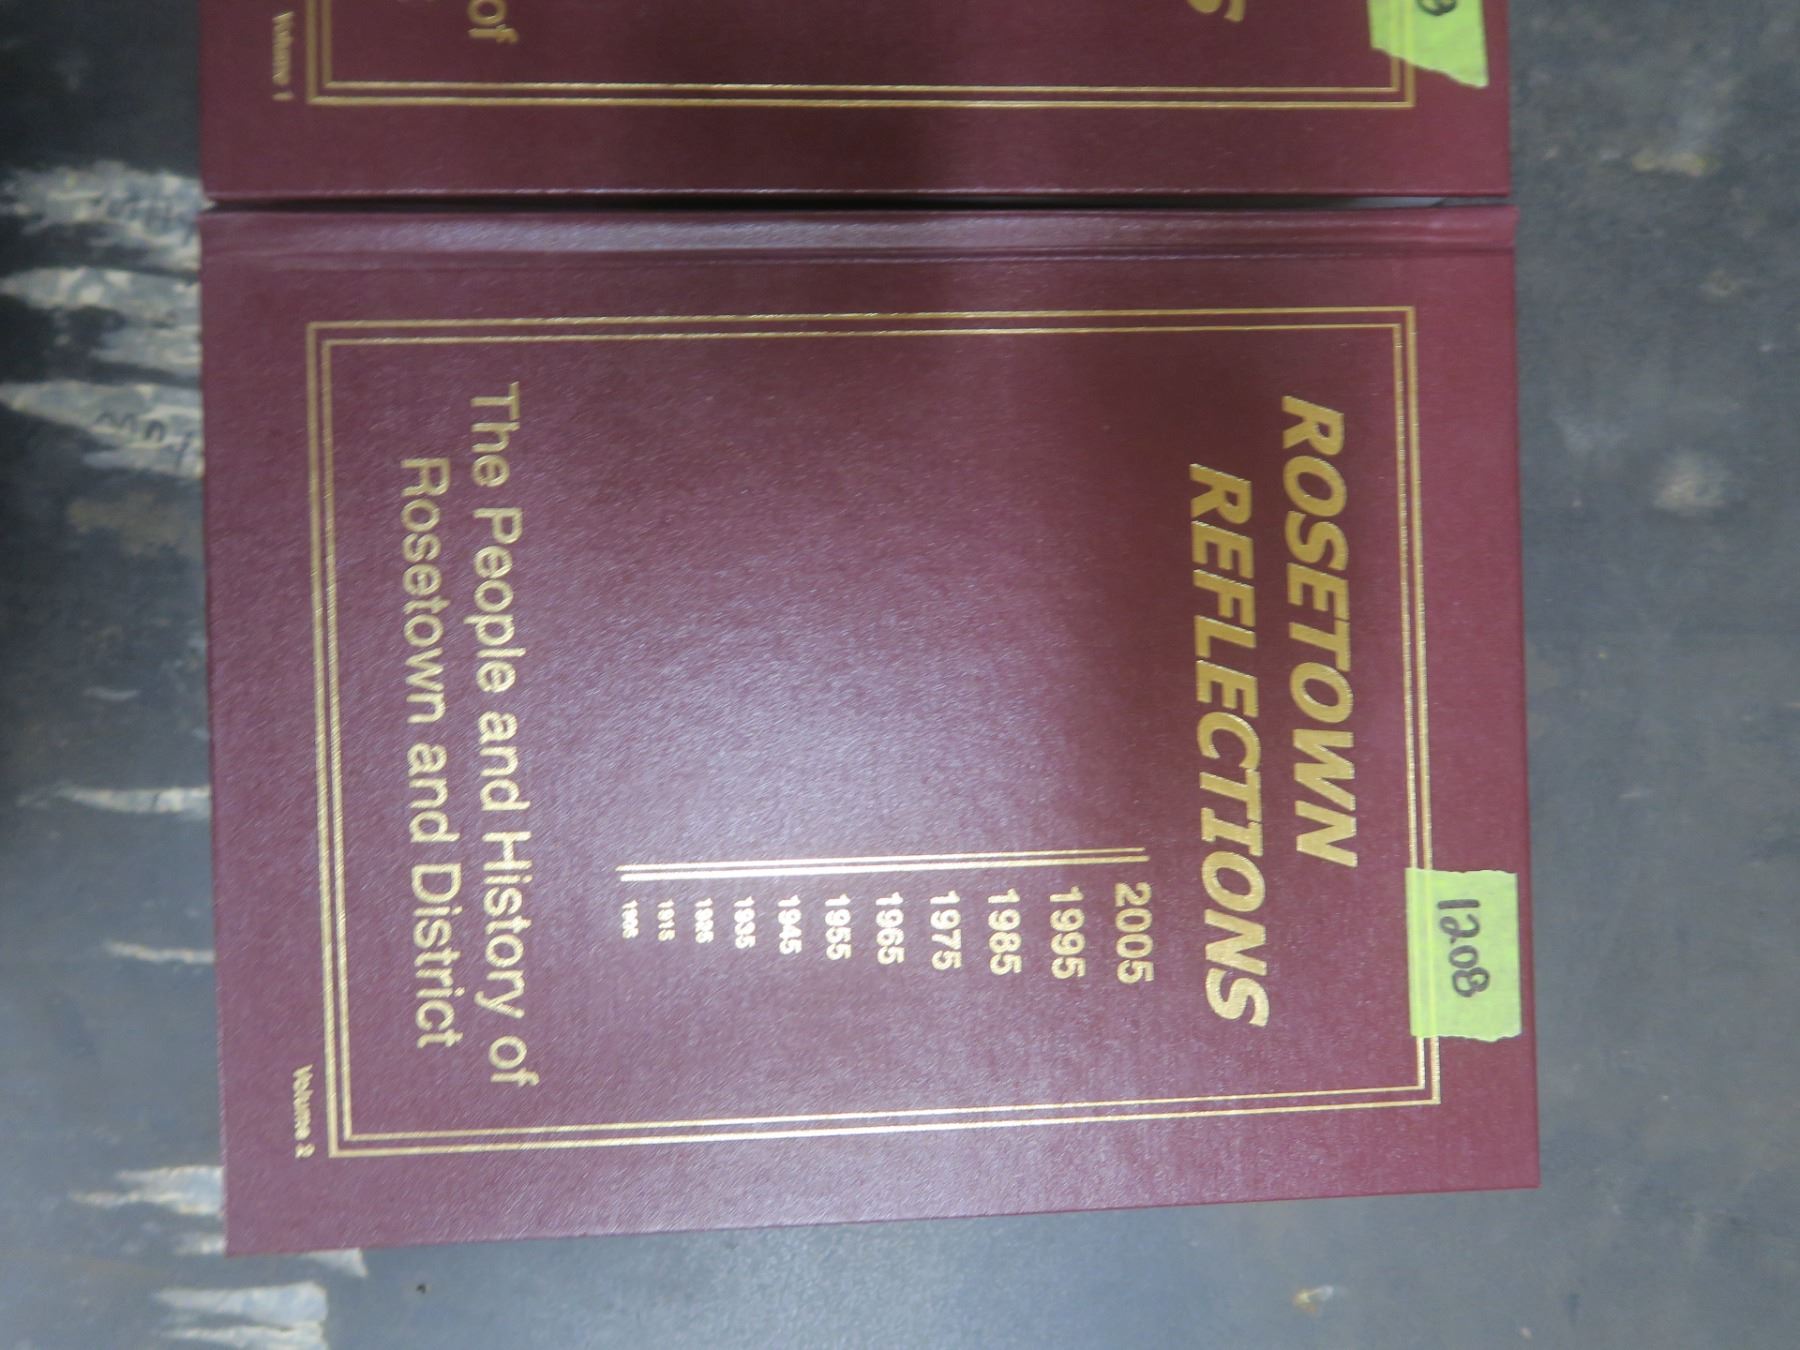 1208
ROSETOWN
REFLECTIONS
2005
1995
1985
1975
1965
1955
1945
1935
1925
1915
The People and History of
Rosetown and District
Volume 2
of
Volume 1